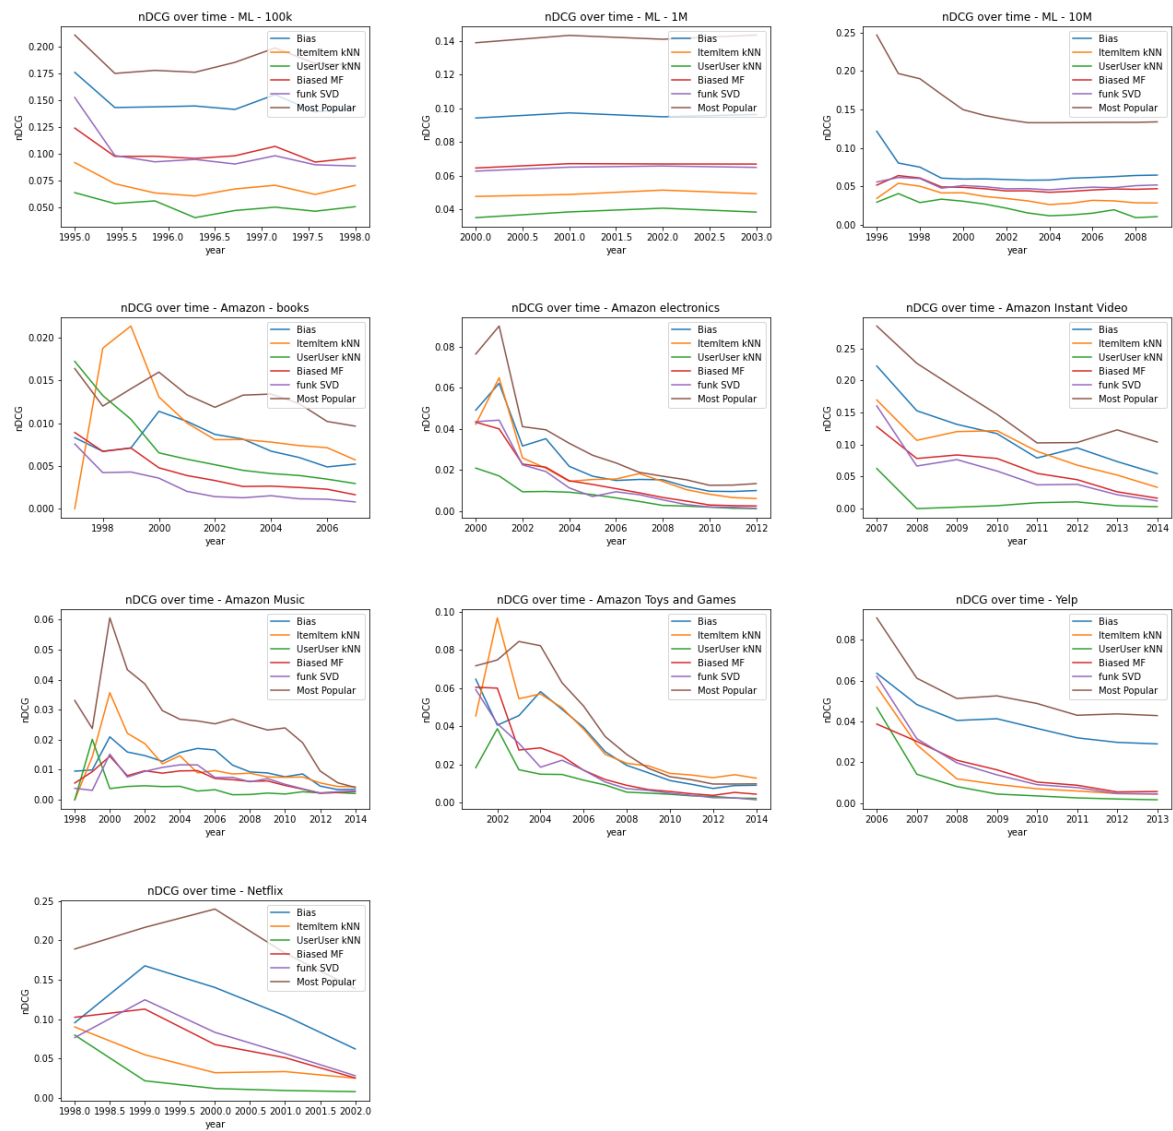 nDCG over time - ML - 100k
Bias
ItemItem kNN
UserUser kNN
Biased MF
funk SVD
Most Popular
nDCG
0.200
0.175
0.150
0.125
0.100
0.075
0.050
1995.0 1995.5 1996.2 1996.7 1997.1 1997.6 1998.0
year
nDCG over time - ML - 1M
Bias
ItemItem kNN
UserUser kNN
Biased MF
funk SVD
Most Popular
nDCG
0.14
0.12
0.10
0.08
0.06
0.04
2000.0 2000.5 2001.0 2001.5 2002.0 2002.5 2003.0
year
nDCG over time - ML - 10M
Bias
ItemItem kNN
UserUser kNN
Biased MF
funk SVD
Most Popular
nDCG
0.25
0.20
0.15
0.10
0.05
0.00
1996 1998 2000 2002 2004 2006 2008
year
nDCG over time - Amazon - books
Bias
ItemItem kNN
UserUser kNN
Biased MF
funk SVD
Most Popular
nDCG
0.020
0.015
0.010
0.005
0.000
1998 2000 2002 2004 2006
year
nDCG over time - Amazon electronics
Bias
ItemItem kNN
UserUser kNN
Biased MF
funk SVD
Most Popular
nDCG
0.08
0.06
0.04
0.02
0.00
2000 2002 2004 2006 2008 2010 2012
year
nDCG over time - Amazon Instant Video
Bias
ItemItem kNN
UserUser kNN
Biased MF
funk SVD
Most Popular
nDCG
0.25
0.20
0.15
0.10
0.05
0.00
2007 2008 2009 2010 2011 2012 2013 2014
year
nDCG over time - Amazon Music
Bias
ItemItem kNN
UserUser kNN
Biased MF
funk SVD
Most Popular
nDCG
0.06
0.05
0.04
0.03
0.02
0.01
0.00
1998 2000 2002 2004 2006 2008 2010 2012 2014
year
nDCG over time - Amazon Toys and Games
Bias
ItemItem kNN
UserUser kNN
Biased MF
funk SVD
Most Popular
nDCG
0.10
0.08
0.06
0.04
0.02
0.00
2002 2004 2006 2008 2010 2012 2014
year
nDCG over time - Yelp
Bias
ItemItem kNN
UserUser kNN
Biased MF
funk SVD
Most Popular
nDCG
0.08
0.06
0.04
0.02
0.00
2006 2007 2008 2009 2010 2011 2012 2013
year
nDCG over time - Netflix
Bias
ItemItem kNN
UserUser kNN
Biased MF
funk SVD
Most Popular
nDCG
0.25
0.20
0.15
0.10
0.05
0.00
1998.0 1998.5 1999.0 1999.5 2000.0 2000.5 2001.0 2001.5 2002.0
year